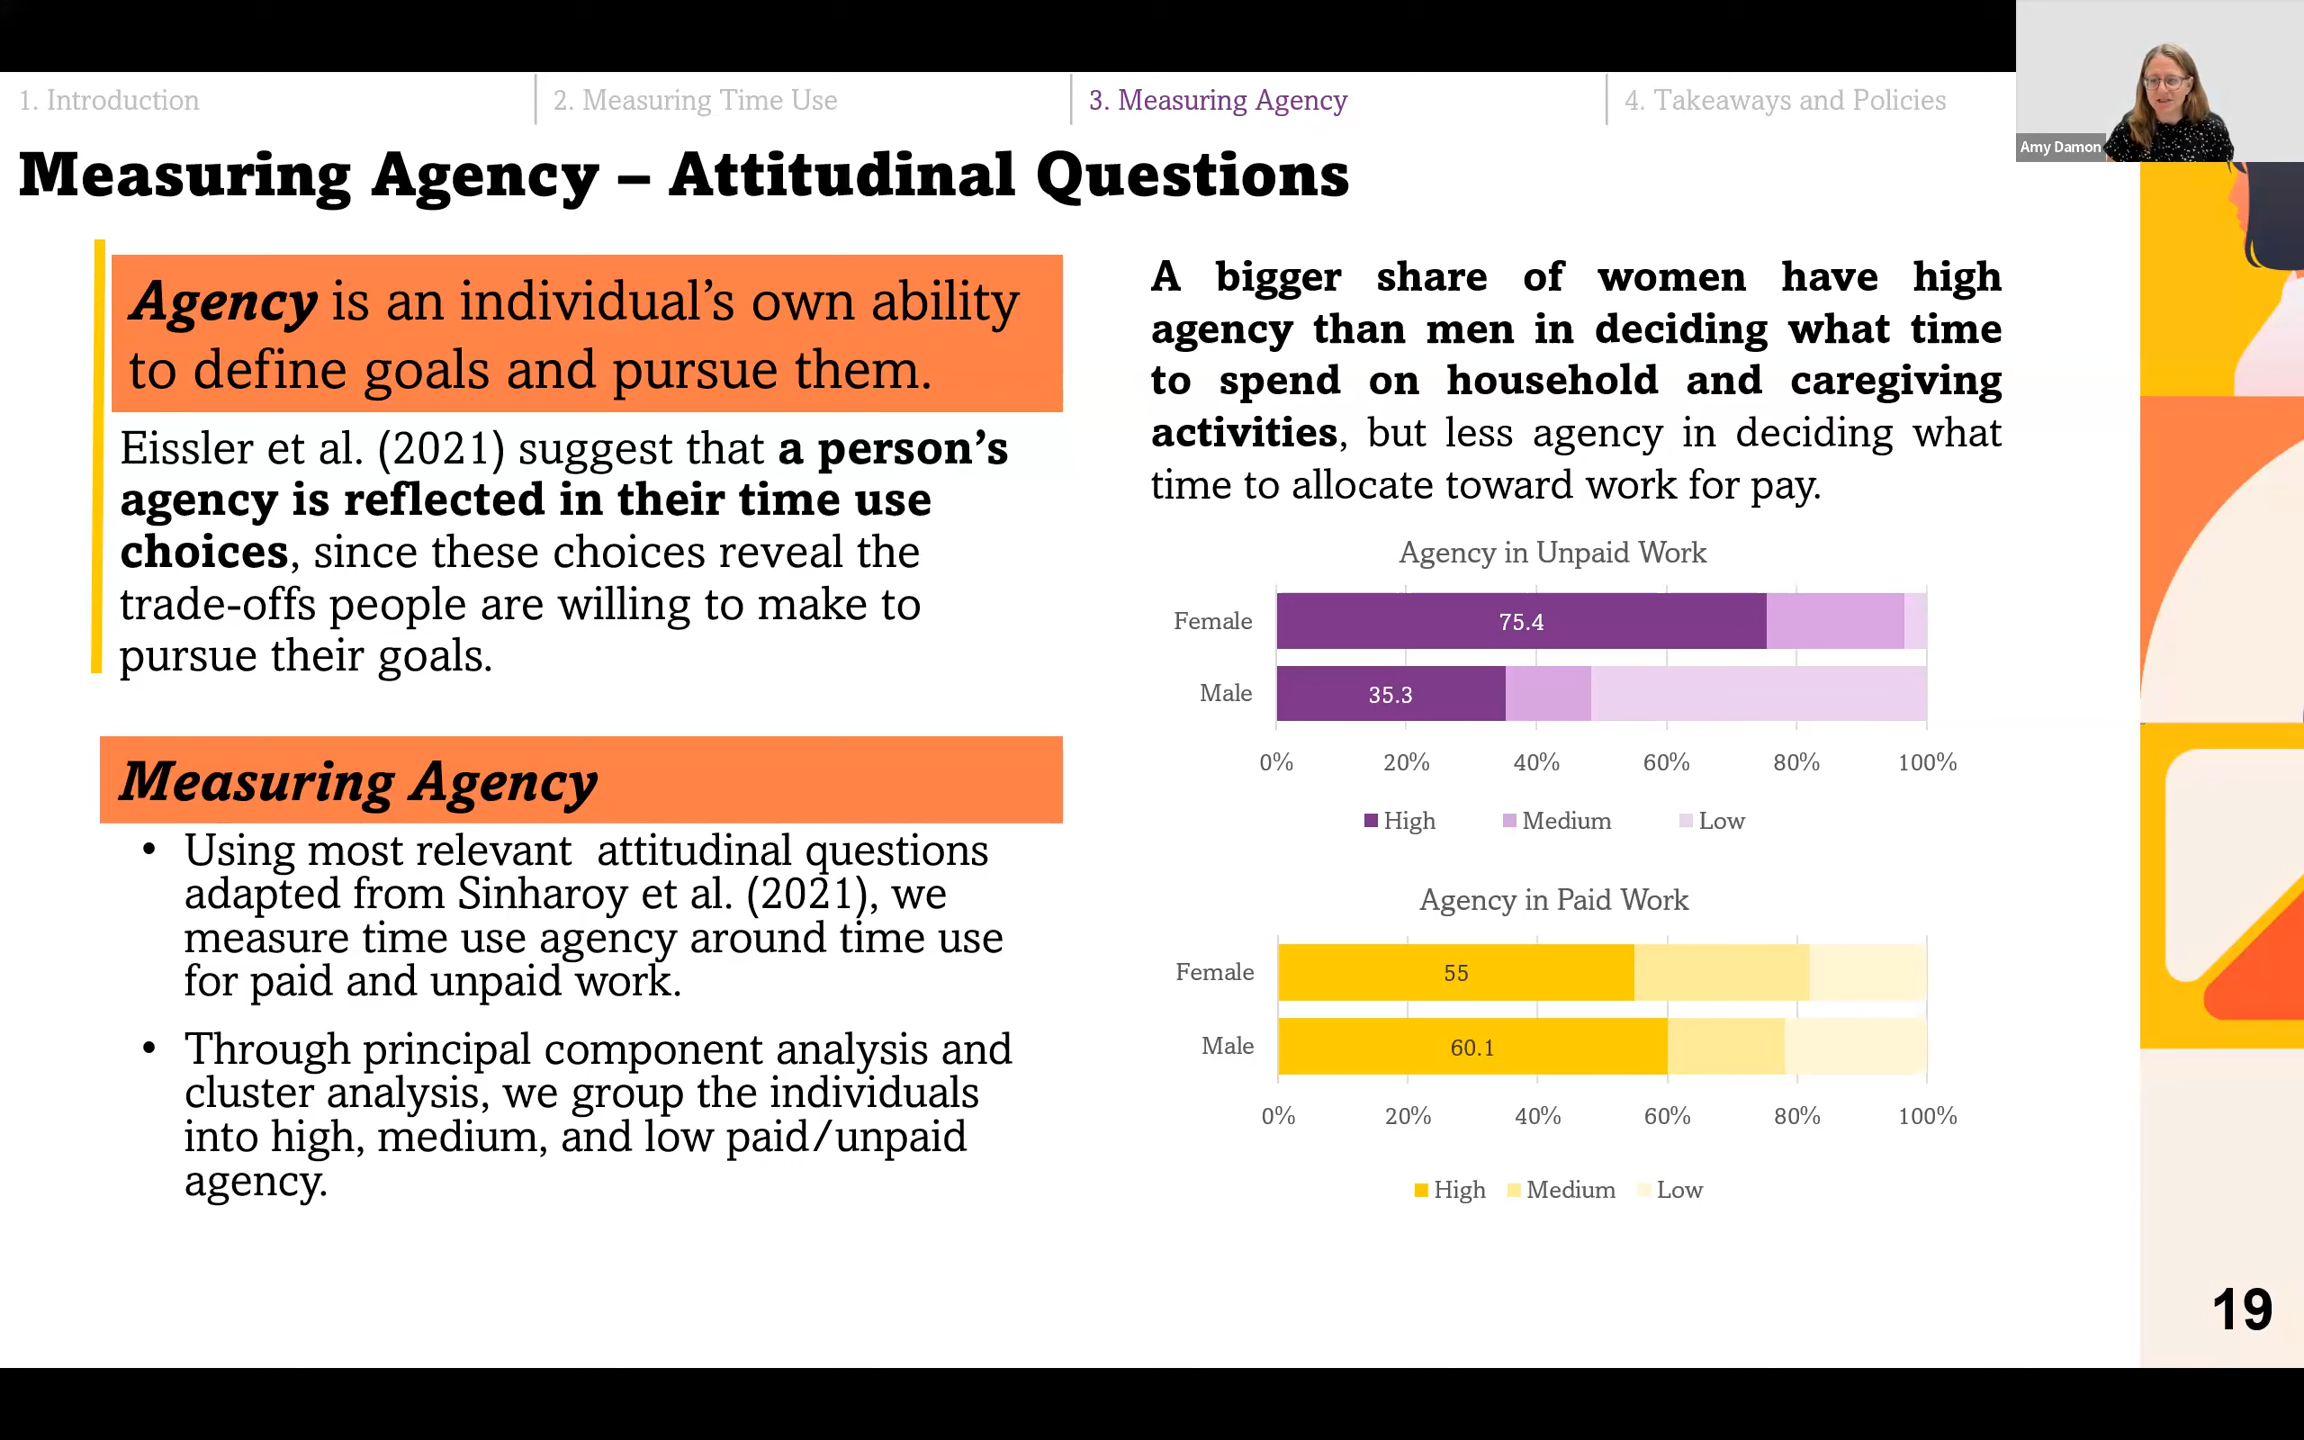 1. Introduction
2. Measuring Time Use
3. Measuring Agency
4. Takeaways and Policies
Amy Damon
Measuring Agency – Attitudinal Questions
Agency is an individual’s own ability
to define goals and pursue them.
Eissler et al. (2021) suggest that a person’s
agency is reflected in their time use
choices, since these choices reveal the
trade-offs people are willing to make to
pursue their goals.
Measuring Agency
• Using most relevant  attitudinal questions
adapted from Sinharoy et al. (2021), we
measure time use agency around time use
for paid and unpaid work.
• Through principal component analysis and
cluster analysis, we group the individuals
into high, medium, and low paid/unpaid
agency.
A bigger share of women have high
agency than men in deciding what time
to spend on household and caregiving
activities, but less agency in deciding what
time to allocate toward work for pay.
Agency in Unpaid Work
Female 75.4
Male 35.3
0% 20% 40% 60% 80% 100%
High Medium Low
Agency in Paid Work
Female 55
Male 60.1
0% 20% 40% 60% 80% 100%
High Medium Low
19